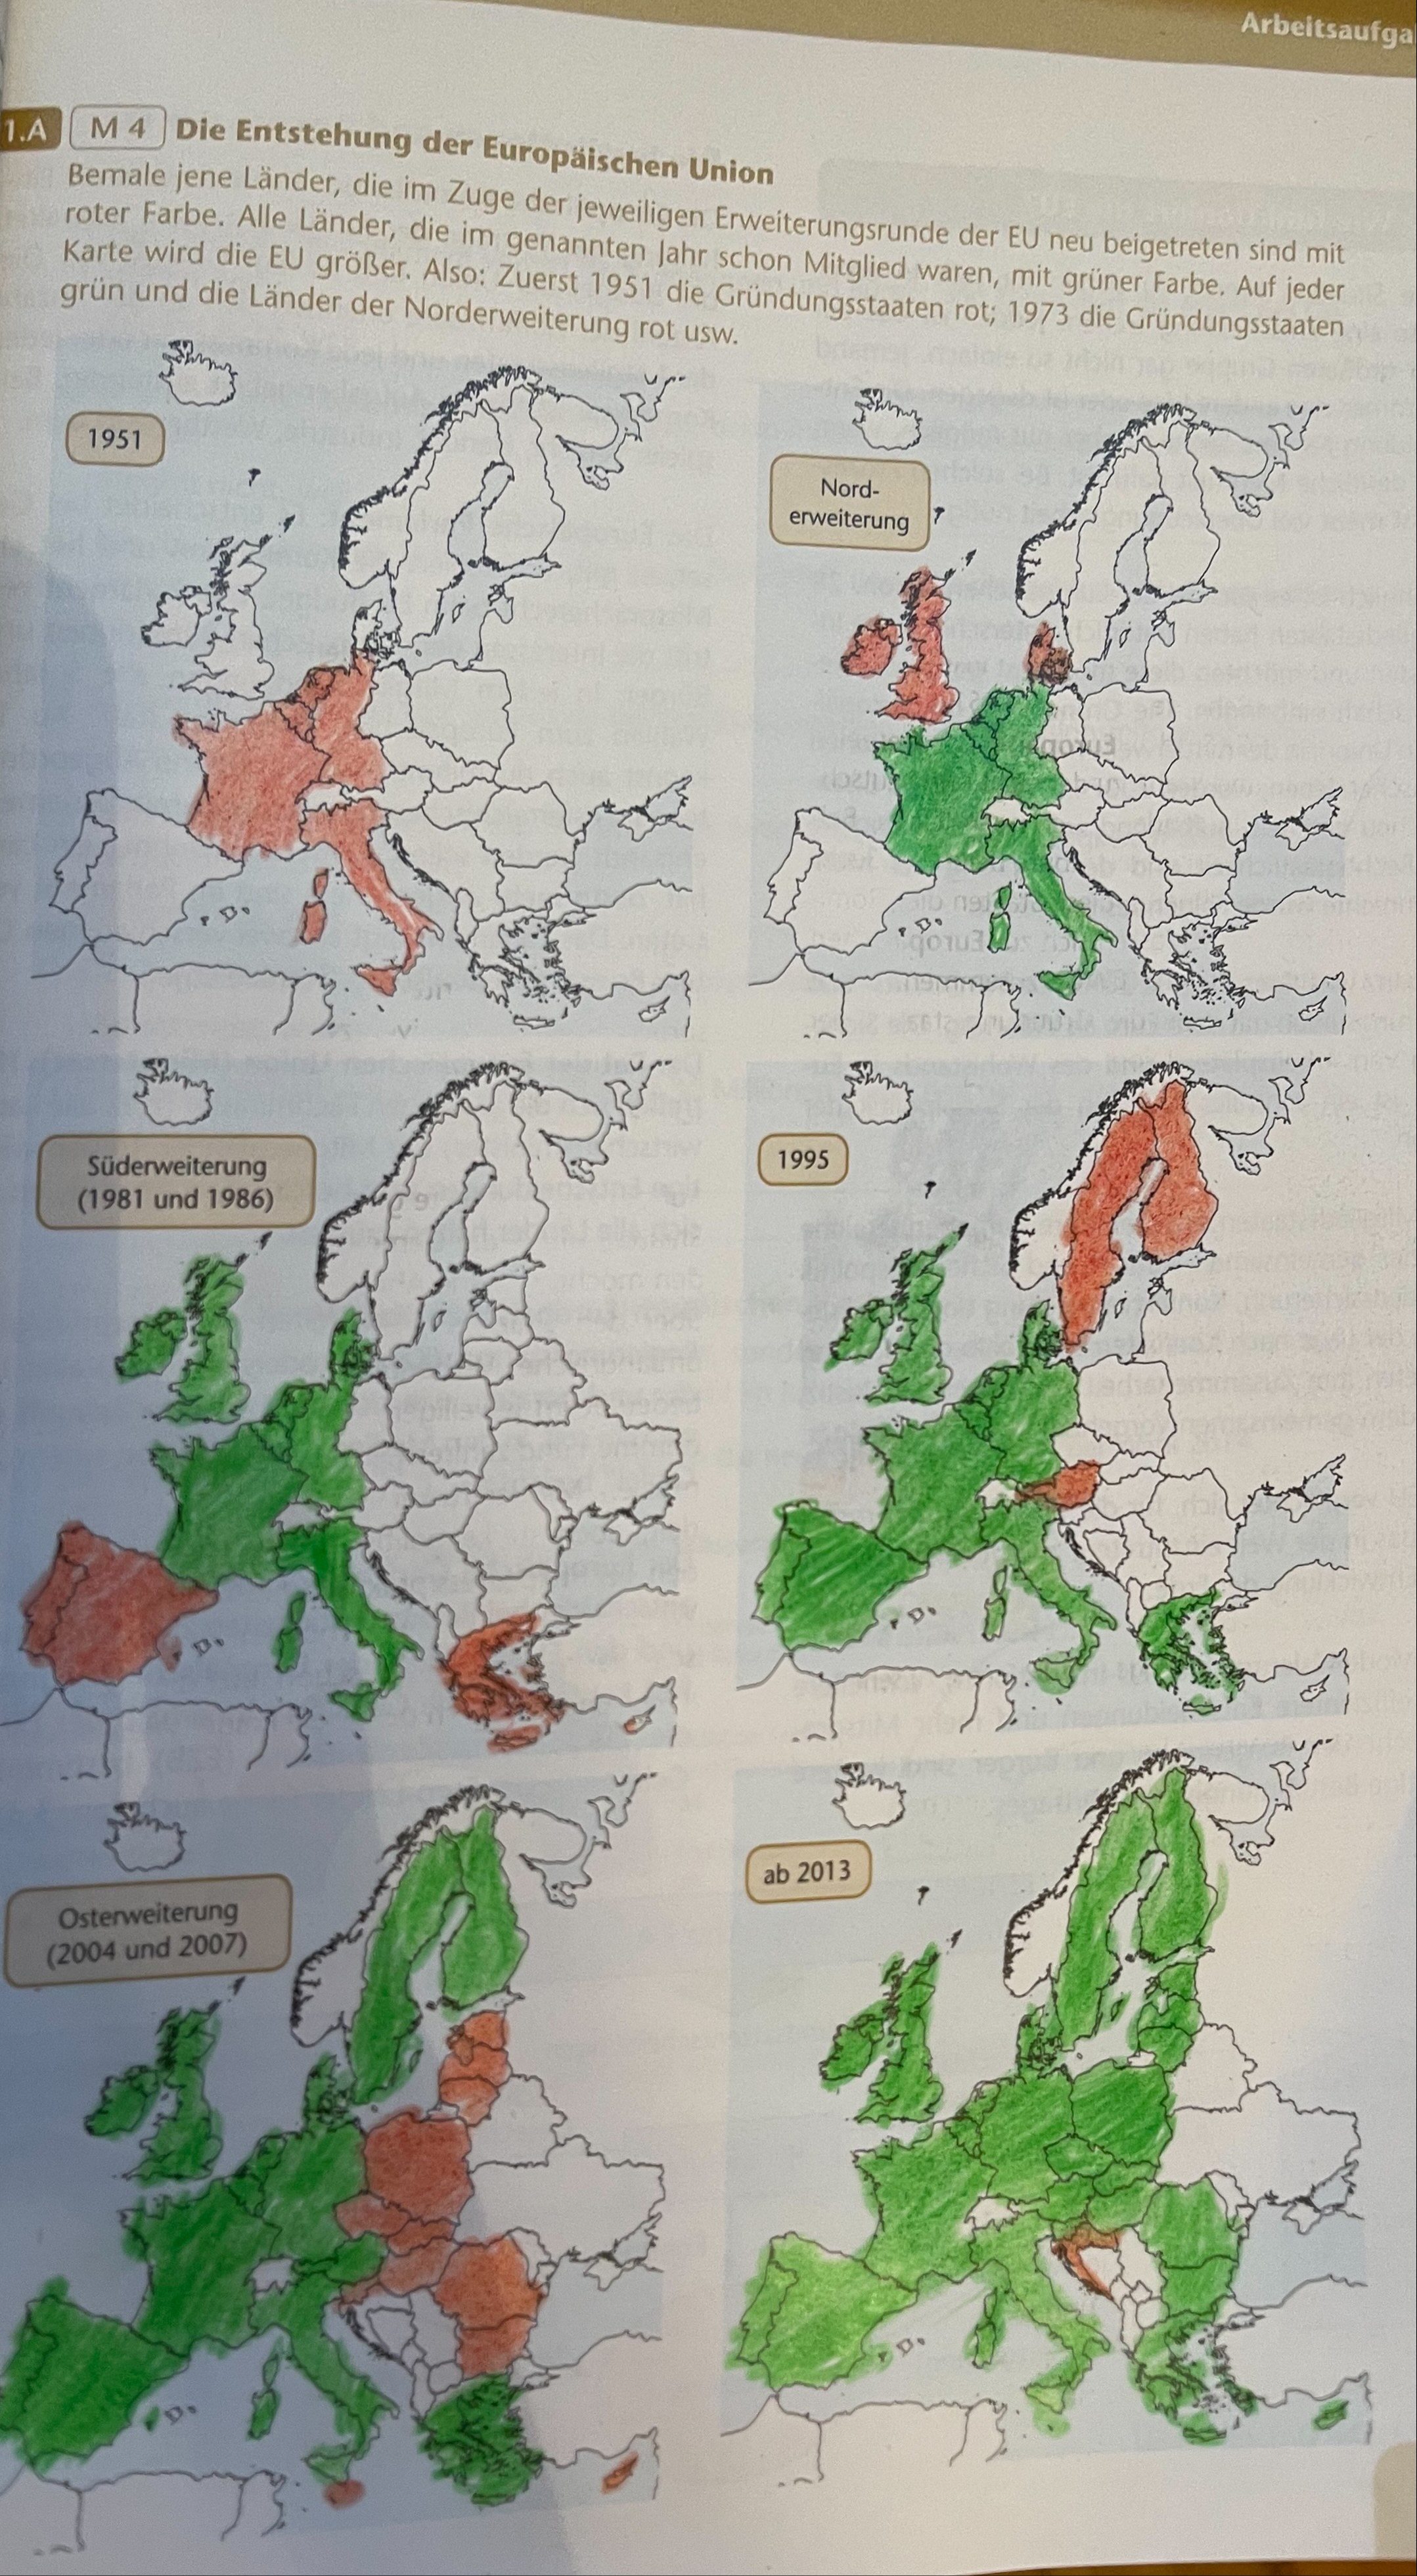 Arbeitsaufga
1.A M 4 Die Entstehung der Europäischen Union
Bemale jene Länder, die im Zuge der jeweiligen Erweiterungsrunde der EU neu beigetreten sind mit
roter Farbe. Alle Länder, die im genannten Jahr schon Mitglied waren, mit grüner Farbe. Auf jeder
Karte wird die EU größer. Also: Zuerst 1951 die Gründungsstaaten rot; 1973 die Gründungsstaaten
grün und die Länder der Norderweiterung rot usw.
1951
Nord-
erweiterung
Süderweiterung
(1981 und 1986)
1995
Osterweiterung
(2004 und 2007)
ab 2013